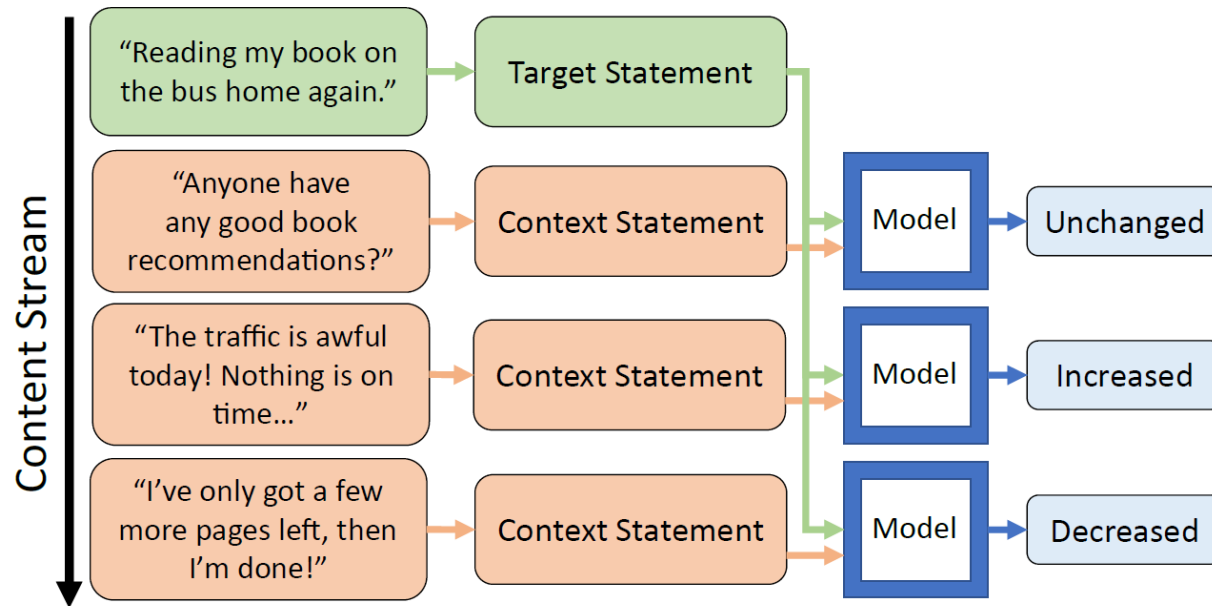 Content Stream
“Reading my book on
the bus home again.”
Target Statement
“Anyone have
any good book
recommendations?”
Context Statement
Model
Unchanged
“The traffic is awful
today! Nothing is on
time...”
Context Statement
Model
Increased
“I’ve only got a few
more pages left, then
I’m done!”
Context Statement
Model
Decreased